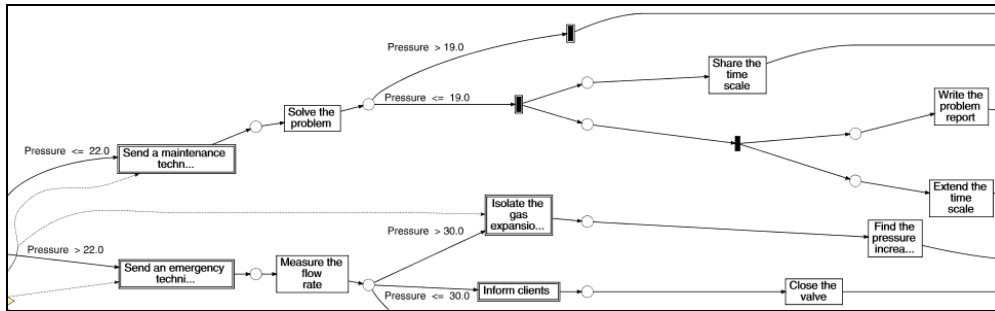 Pressure > 19.0
Share the
time
scale
Pressure <= 19.0
Solve the
problem
Write the
problem
report
Pressure <= 22.0
Send a maintenance
techn...
Extend the
time
scale
Isolate the
gas
expansio...
Pressure > 30.0
Find the
pressure
increa...
Pressure > 22.0
Send an emergency
techni...
Measure the
flow
rate
Pressure <= 30.0
Inform clients
Close the
valve